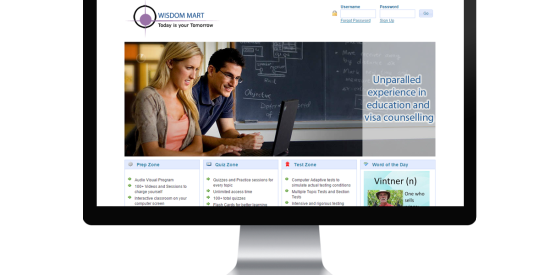 Username Password
WISDOM MART
Today is your Tomorrow
Go
Forgot Password Sign Up
Objective
Unparalled
experience in
education and
visa counselling
Prep Zone
Quiz Zone
Test Zone
Word of the Day
Audio Visual Program
100+ Videos and Sessions to
charge yourself
Interactive classroom on your
computer screen
Quizzes and Practice sessions for
every hand
Unlimited access time
100+ total quizzes
Flash Cards for better learning
Computer Adaptive tests to
simulate actual testing conditions
Multiple Topic Tests and Section
Tests
Intensive and rigorous testing
Vintner (n)
One who
sells